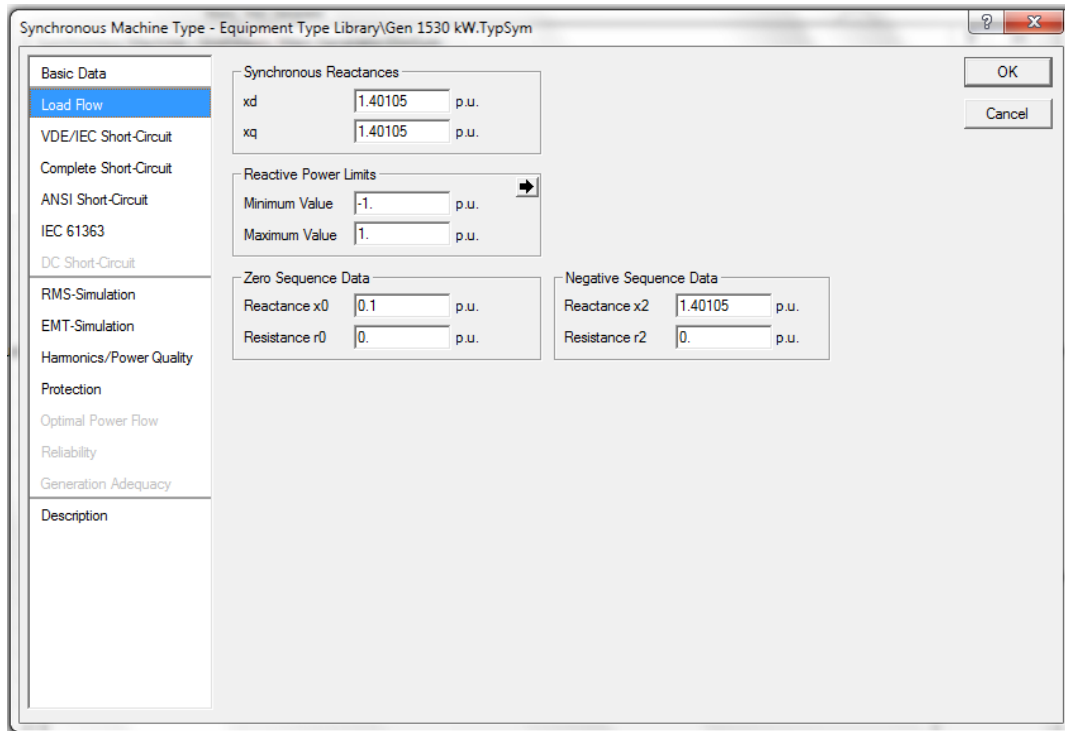 Synchronous Machine Type - Equipment Type Library\Gen 1530 kW.TypSym
Basic Data
Load Flow
VDE/IEC Short-Circuit
Complete Short-Circuit
ANSI Short-Circuit
IEC 61363
DC Short-Circuit
RMS-Simulation
EMT-Simulation
Harmonics/Power Quality
Protection
Optimal Power Flow
Reliability
Generation Adequacy
Description
Synchronous Reactances
xd 1.40105 p.u.
xq 1.40105 p.u.
Reactive Power Limits
Minimum Value -1. p.u.
Maximum Value 1. p.u.
Zero Sequence Data
Reactance x0 0.1 p.u.
Resistance r0 0. p.u.
Negative Sequence Data
Reactance x2 1.40105 p.u.
Resistance r2 0. p.u.
OK
Cancel